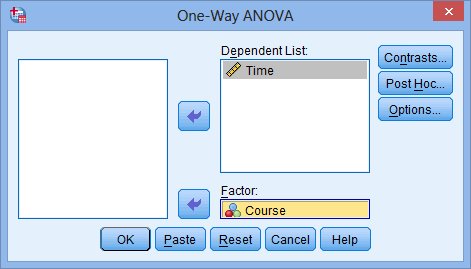 One-Way ANOVA
Dependent List:
Time
Contrasts...
Post Hoc...
Options...
Factor:
Course
OK Paste Reset Cancel Help